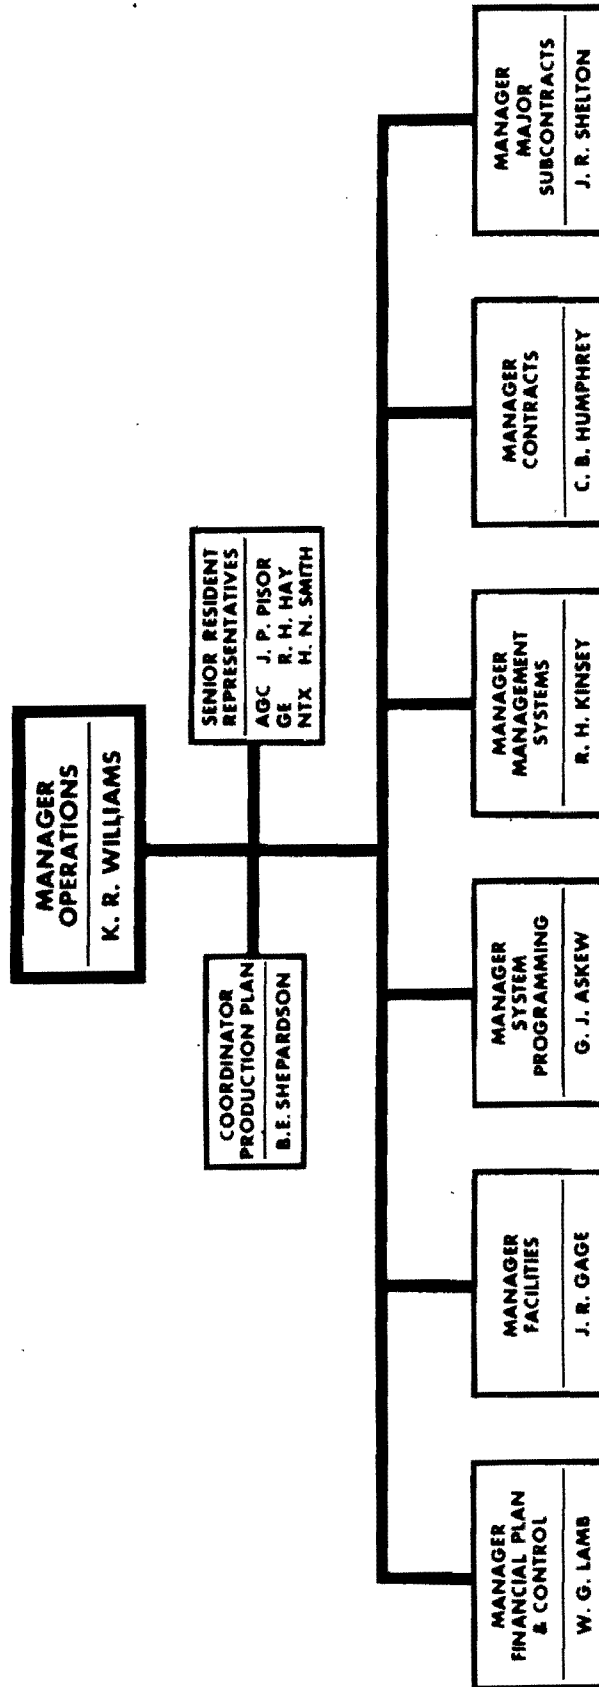 MANAGER
OPERATIONS
K. R. WILLIAMS
COORDINATOR
PRODUCTION PLAN
B.E. SHEPARDSON
SENIOR RESIDENT
REPRESENTATIVES
AGC J. P. PISOR
GE R. H. HAY
NTX H. N. SMITH
MANAGER
FINANCIAL PLAN
& CONTROL
W. G. LAMB
MANAGER
FACILITIES
J. R. GAGE
MANAGER
SYSTEM
PROGRAMMING
G. J. ASKEW
MANAGER
MANAGEMENT
SYSTEMS
R. H. KINSEY
MANAGER
CONTRACTS
C. B. HUMPHREY
MANAGER
MAJOR
SUBCONTRACTS
J. R. SHELTON